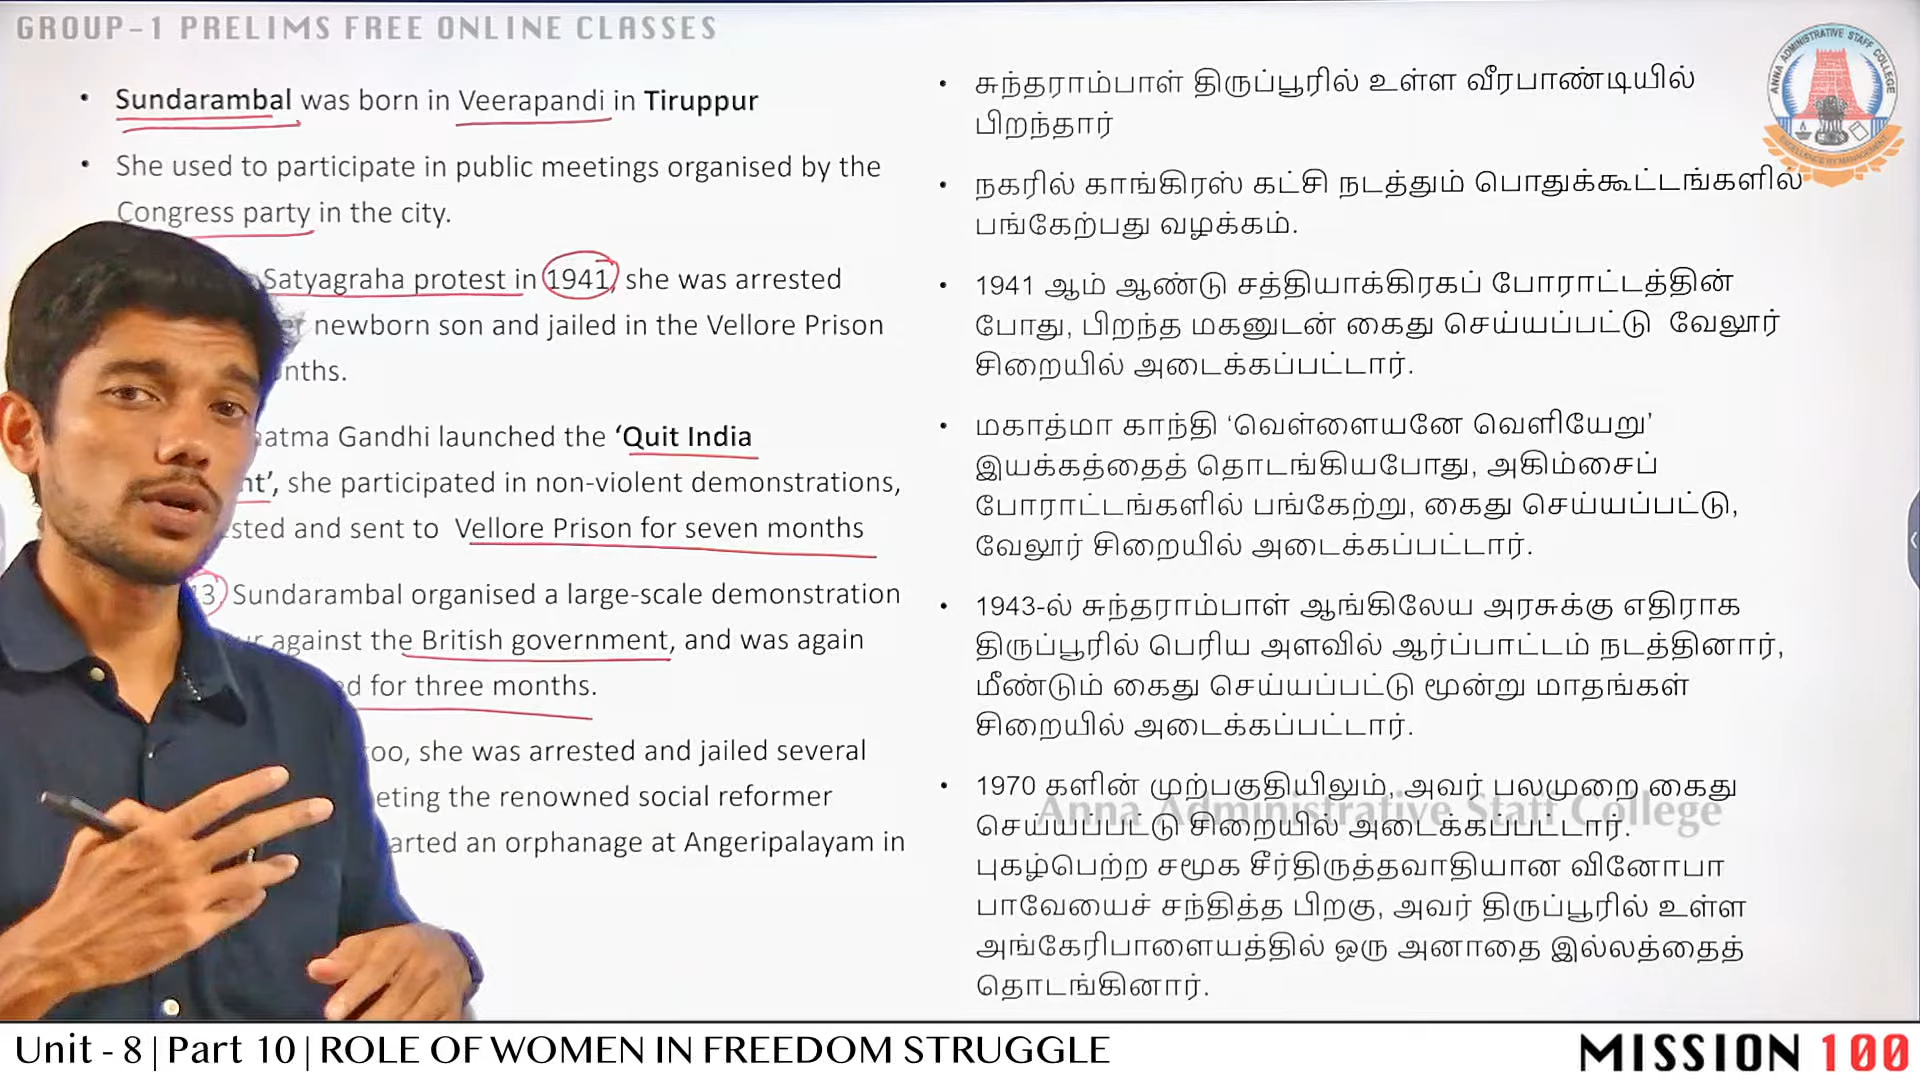 GROUP-1 PRELIMS FREE ONLINE CLASSES
• Sundarambal was born in Veerapandi in Tiruppur
• She used to participate in public meetings organised by the
Congress party in the city.
Satyagraha protest in 1941, she was arrested
newborn son and jailed in the Vellore Prison
Gandhi launched the ‘Quit India
she participated in non-violent demonstrations,
and sent to Vellore Prison for seven months
Sundarambal organised a large-scale demonstration
against the British government, and was again
for three months.
she was arrested and jailed several
the renowned social reformer
an orphanage at Angeripalayam in
• சுந்தராம்பாள் திருப்பூரில் உள்ள வீரபாண்டியில்
பிறந்தார்
• நகரில் காங்கிரஸ் கட்சி நடத்தும் பொதுக்கூட்டங்களில்
பங்கேற்பது வழக்கம்.
• 1941 ஆம் ஆண்டு சத்தியாக்கிரகப் போராட்டத்தின்
போது, பிறந்த மகனுடன் கைது செய்யப்பட்டு வேலூர்
சிறையில் அடைக்கப்பட்டார்.
• மகாத்மா காந்தி ‘வெள்ளையனே வெளியேறு’
இயக்கத்தைத் தொடங்கியபோது, அகிம்சைப்
போராட்டங்களில் பங்கேற்று, கைது செய்யப்பட்டு,
வேலூர் சிறையில் அடைக்கப்பட்டார்.
• 1943-ல் சுந்தராம்பாள் ஆங்கிலேய அரசுக்கு எதிராக
திருப்பூரில் பெரிய அளவில் ஆர்ப்பாட்டம் நடத்தினார்,
மீண்டும் கைது செய்யப்பட்டு மூன்று மாதங்கள்
சிறையில் அடைக்கப்பட்டார்.
• 1970 களின் முற்பகுதியிலும், அவர் பலமுறை கைது
செய்யப்பட்டு சிறையில் அடைக்கப்பட்டார்.
புகழ்பெற்ற சமூக சீர்திருத்தவாதியான வினோபா
பாவேயைச் சந்தித்த பிறகு, அவர் திருப்பூரில் உள்ள
அங்கேரிபாளையத்தில் ஒரு அனாதை இல்லத்தைத்
தொடங்கினார்.
Anna Administrative Staff College
ANNA ADMINISTRATIVE STAFF COLLEGE
EXCELLENCE BY MANAGEMENT
Unit - 8 | Part 10 | ROLE OF WOMEN IN FREEDOM STRUGGLE
MISSION 100